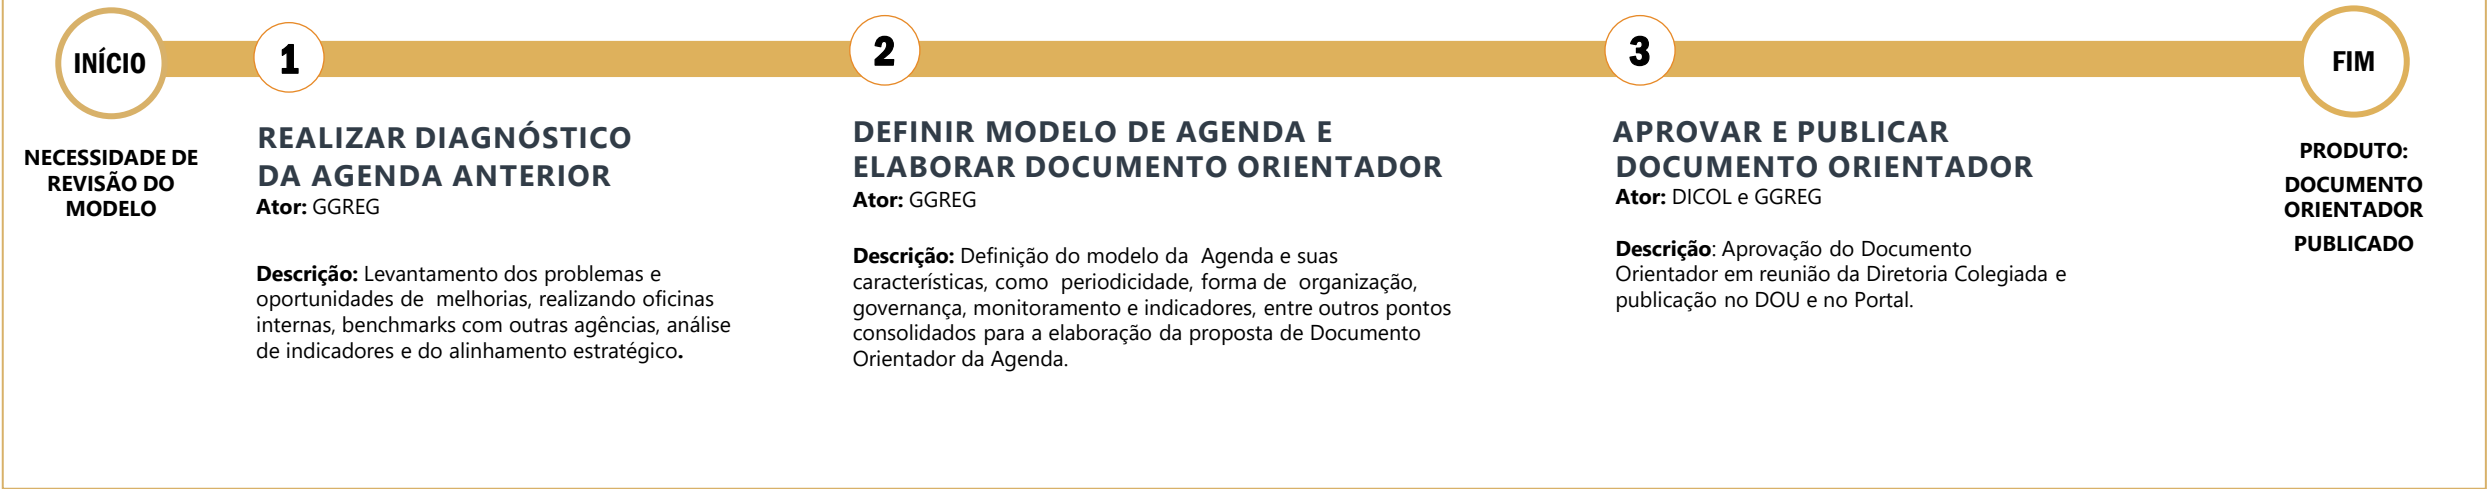 INÍCIO
NECESSIDADE DE
REVISÃO DO
MODELO
1
REALIZAR DIAGNÓSTICO
DA AGENDA ANTERIOR
Ator: GGREG
Descrição: Levantamento dos problemas e
oportunidades de melhorias, realizando oficinas
internas, benchmarks com outras agências, análise
de indicadores e do alinhamento estratégico.
2
DEFINIR MODELO DE AGENDA E
ELABORAR DOCUMENTO ORIENTADOR
Ator: GGREG
Descrição: Definição do modelo da Agenda e suas
características, como periodicidade, forma de organização,
governança, monitoramento e indicadores, entre outros pontos
consolidados para a elaboração da proposta de Documento
Orientador da Agenda.
3
APROVAR E PUBLICAR
DOCUMENTO ORIENTADOR
Ator: DICOL e GGREG
Descrição: Aprovação do Documento
Orientador em reunião da Diretoria Colegiada e
publicação no DOU e no Portal.
FIM
PRODUTO:
DOCUMENTO
ORIENTADOR
PUBLICADO